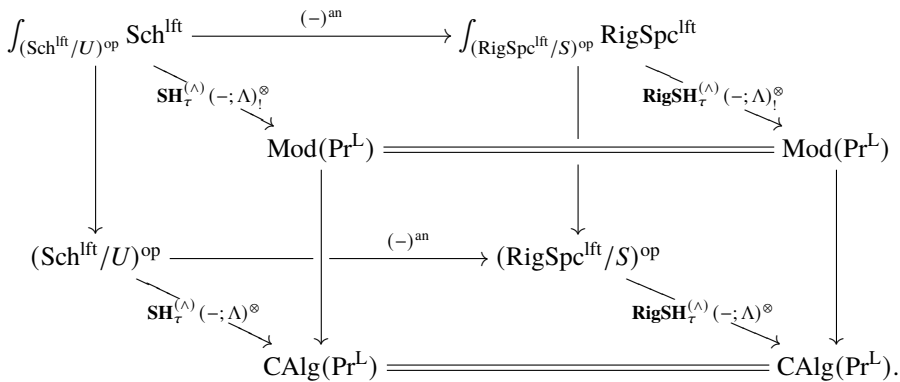 ∫_{(Sch^{lft}/U)^{op}} Sch^{lft} (−)^{an} ∫_{(RigSpc^{lft}/S)^{op}} RigSpc^{lft}
SH_τ^{(∧)}(−; Λ)_!^⊗ RigSH_τ^{(∧)}(−; Λ)_!^⊗
Mod(Pr^L) Mod(Pr^L)
(Sch^{lft}/U)^{op} (−)^{an} (RigSpc^{lft}/S)^{op}
SH_τ^{(∧)}(−; Λ)^⊗ RigSH_τ^{(∧)}(−; Λ)^⊗
CAlg(Pr^L) CAlg(Pr^L).